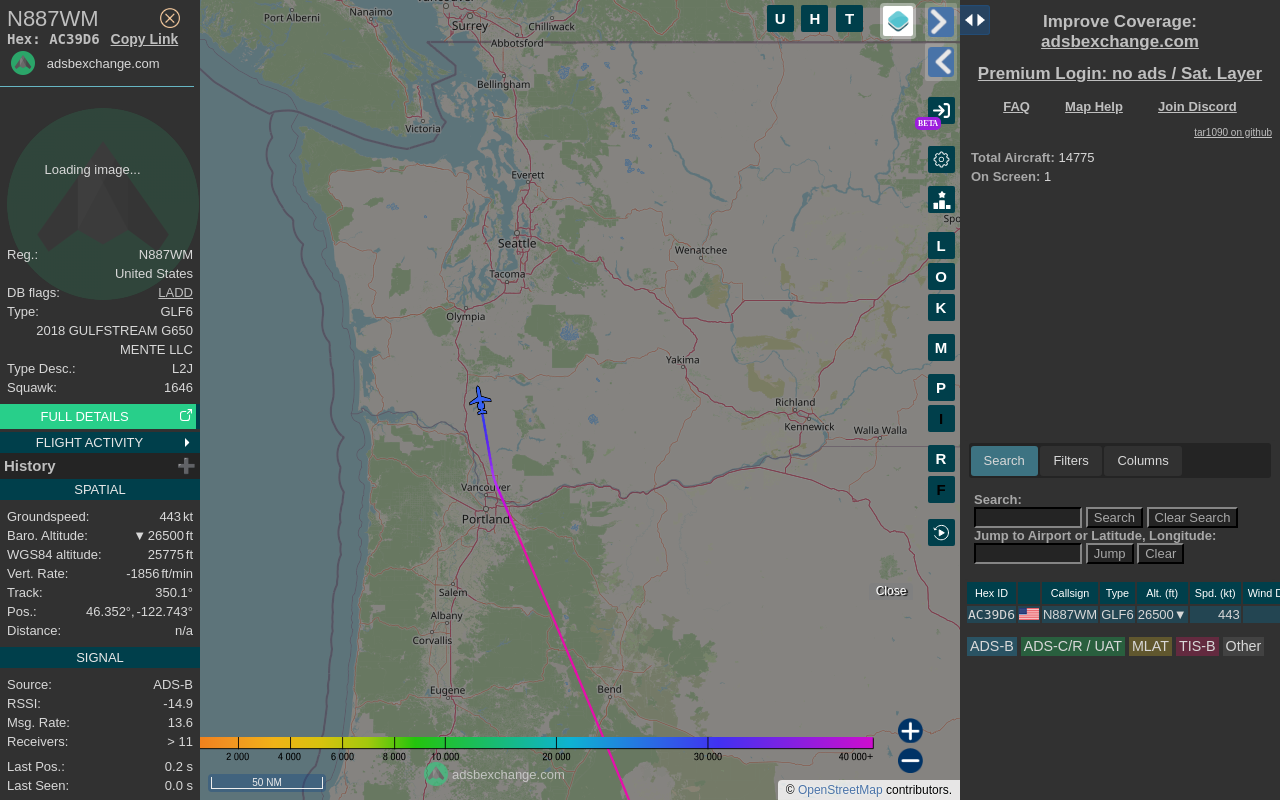 N887WM
Hex: AC39D6 Copy Link
adsbexchange.com
Loading image...
Reg.: N887WM
United States
DB flags: LADD
Type: GLF6
2018 GULFSTREAM G650
MENTE LLC
Type Desc.: L2J
Squawk: 1646
FULL DETAILS
FLIGHT ACTIVITY
History
SPATIAL
Groundspeed: 443 kt
Baro. Altitude: ▼ 26500 ft
WGS84 altitude: 25775 ft
Vert. Rate: -1856 ft/min
Track: 350.1°
Pos.: 46.352°, -122.743°
Distance: n/a
SIGNAL
Source: ADS-B
RSSI: -14.9
Msg. Rate: 13.6
Receivers: > 11
Last Pos.: 0.2 s
Last Seen: 0.0 s
Port Alberni
Nanaimo
Surrey
Chilliwack
Abbotsford
Bellingham
Victoria
Everett
Seattle
Wenatchee
Spo
Tacoma
Olympia
Yakima
Richland
Kennewick
Walla Walla
Vancouver
Portland
Salem
Albany
Corvallis
Eugene
Bend
Close
2 000 4 000 6 000 8 000 10 000 20 000 30 000 40 000+
50 NM
adsbexchange.com
© OpenStreetMap contributors.
U H T
BETA
L
O
K
M
P
I
R
F
Improve Coverage:
adsbexchange.com
Premium Login: no ads / Sat. Layer
FAQ Map Help Join Discord
tar1090 on github
Total Aircraft: 14775
On Screen: 1
Search Filters Columns
Search:
Search Clear Search
Jump to Airport or Latitude, Longitude:
Jump Clear
Hex ID Callsign Type Alt. (ft) Spd. (kt) Wind D
AC39D6 N887WM GLF6 26500▼ 443
ADS-B ADS-C/R / UAT MLAT TIS-B Other